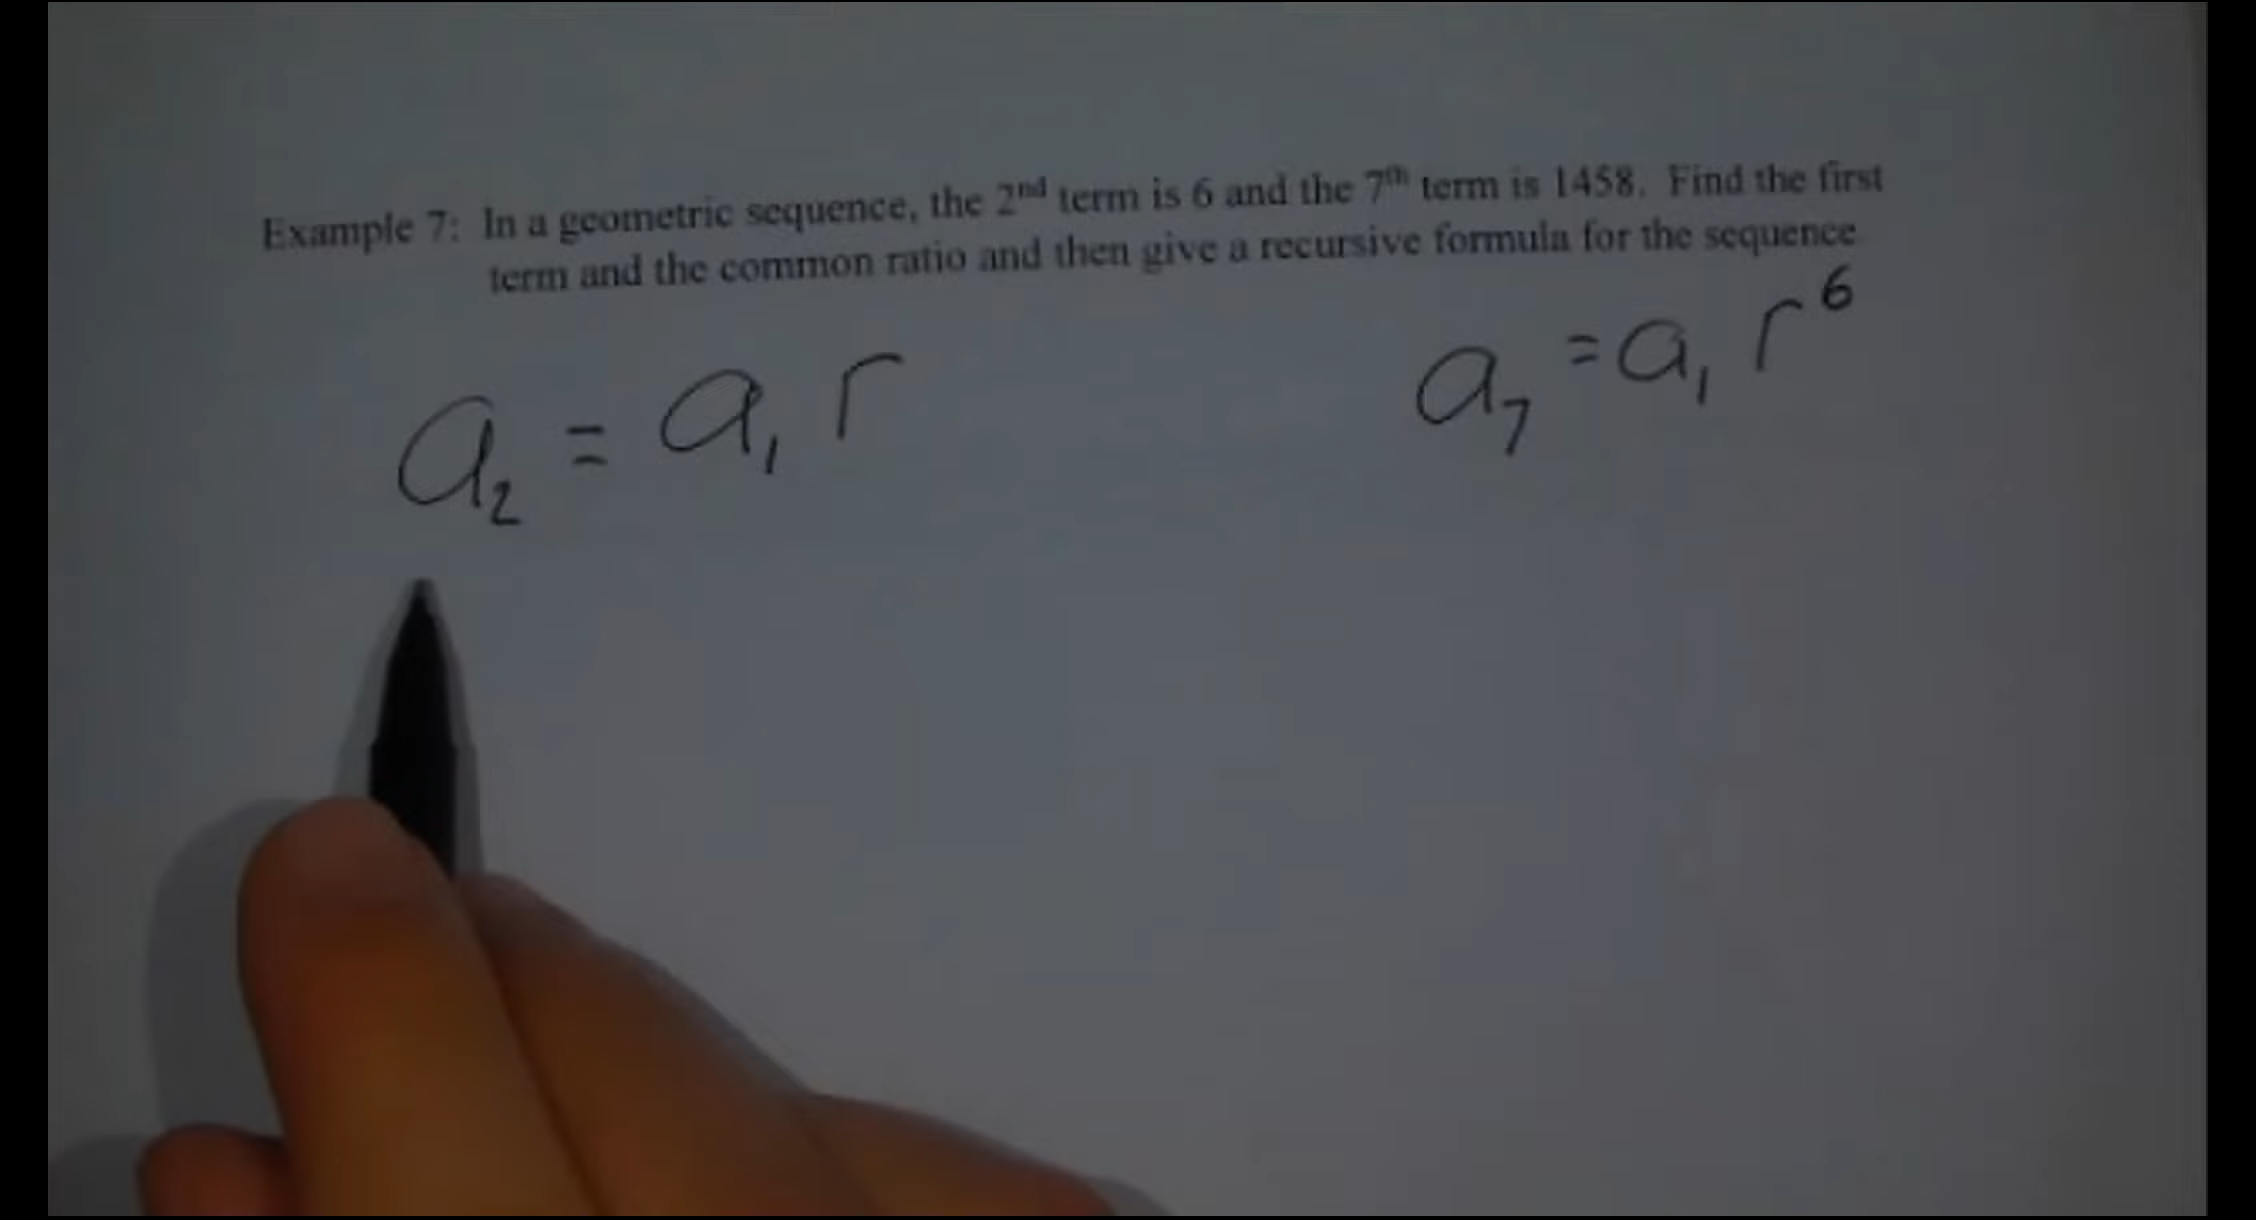 Example 7: In a geometric sequence, the 2nd term is 6 and the 7th term is 1458. Find the first
term and the common ratio and then give a recursive formula for the sequence
a₂ = a₁ r
a₇ = a₁ r⁶